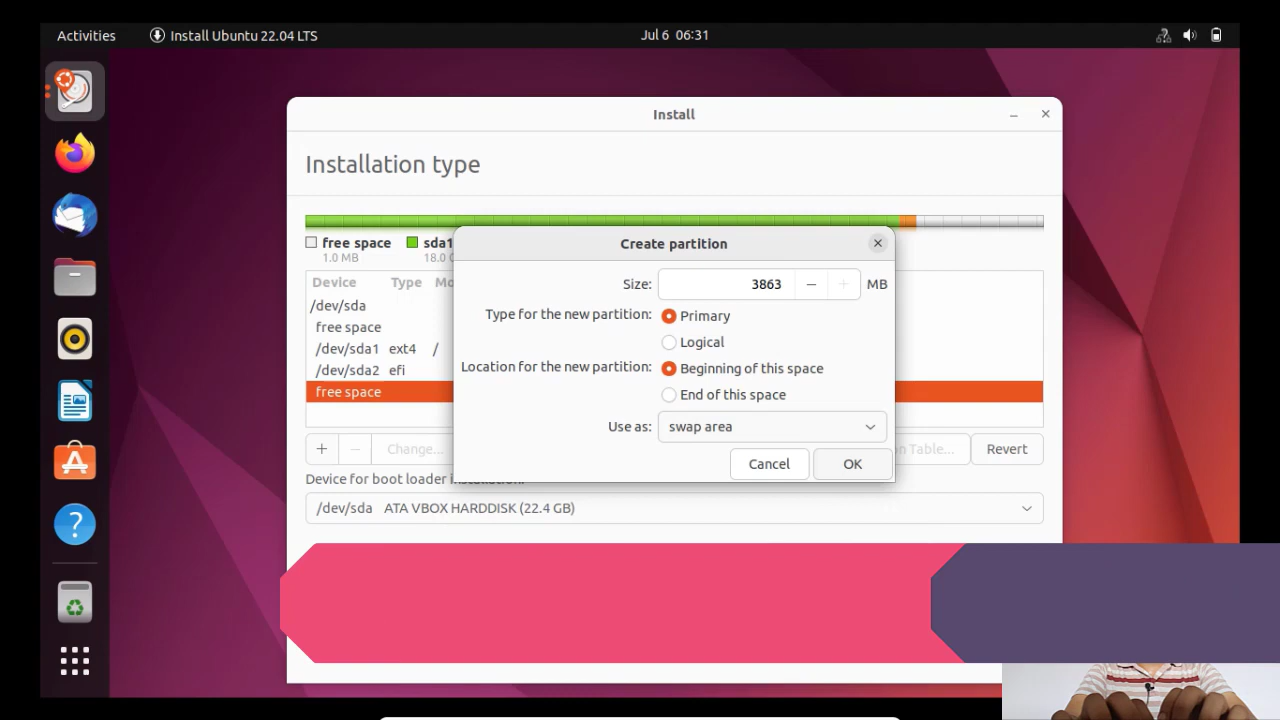 Activities Install Ubuntu 22.04 LTS Jul 6 06:31
Install
Installation type
free space sda1
1.0 MB 18.0
Create partition
Size: 3863 MB
Type for the new partition: Primary
Logical
Location for the new partition: Beginning of this space
End of this space
Use as: swap area
Cancel OK
Device Type
/dev/sda
free space
/dev/sda1 ext4 /
/dev/sda2 efi
free space
+ − Change... Table... Revert
Device for boot loader installation:
/dev/sda ATA VBOX HARDDISK (22.4 GB)